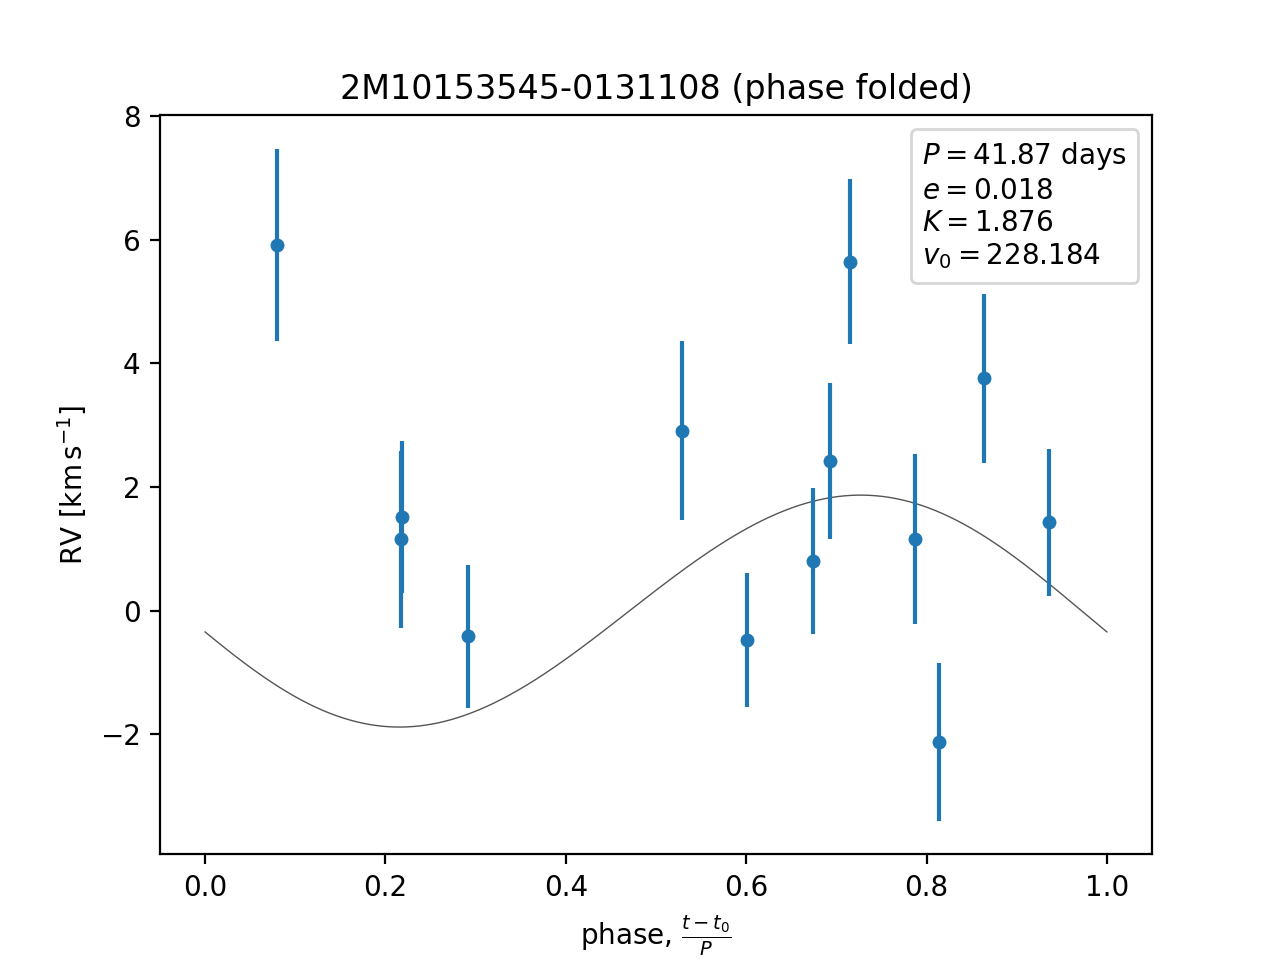 2M10153545-0131108 (phase folded)
P = 41.87 days
e = 0.018
K = 1.876
v₀ = 228.184
RV [km s⁻¹]
8
6
4
2
0
−2
0.0 0.2 0.4 0.6 0.8 1.0
phase, (t − t₀)/P